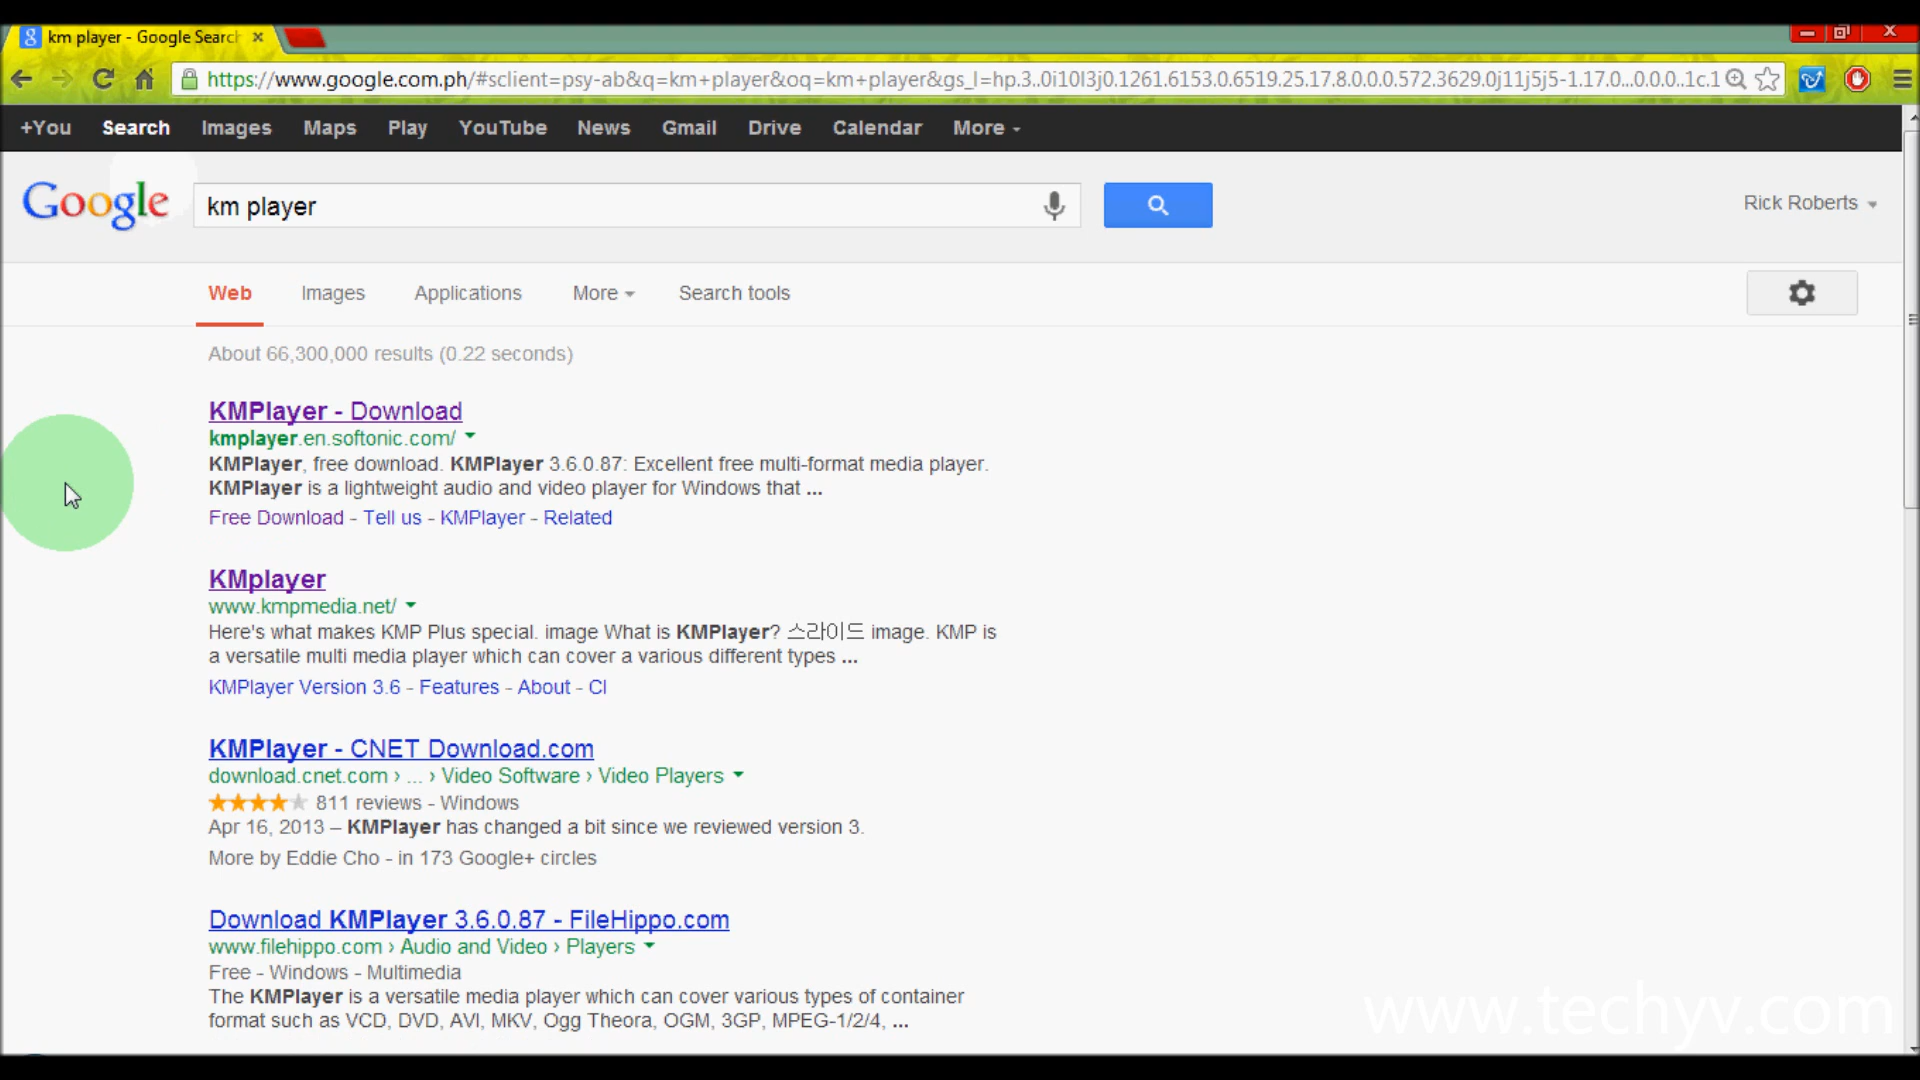 km player - Google Search
https://www.google.com.ph/#sclient=psy-ab&q=km+player&oq=km+player&gs_l=hp.3..0i10l3j0.1261.6153.0.6519.25.17.8.0.0.0.572.3629.0j11j5j5-1.17.0...0.0.0..1c.1
+You Search Images Maps Play YouTube News Gmail Drive Calendar More
Google km player Rick Roberts
Web Images Applications More Search tools
About 66,300,000 results (0.22 seconds)
KMPlayer - Download
kmplayer.en.softonic.com/
KMPlayer, free download. KMPlayer 3.6.0.87: Excellent free multi-format media player.
KMPlayer is a lightweight audio and video player for Windows that ...
Free Download - Tell us - KMPlayer - Related
KMplayer
www.kmpmedia.net/
Here's what makes KMP Plus special. image What is KMPlayer? 스라이드 image. KMP is
a versatile multi media player which can cover a various different types ...
KMPlayer Version 3.6 - Features - About - CI
KMPlayer - CNET Download.com
download.cnet.com › ... › Video Software › Video Players
811 reviews - Windows
Apr 16, 2013 – KMPlayer has changed a bit since we reviewed version 3.
More by Eddie Cho - in 173 Google+ circles
Download KMPlayer 3.6.0.87 - FileHippo.com
www.filehippo.com › Audio and Video › Players
Free - Windows - Multimedia
The KMPlayer is a versatile media player which can cover various types of container
format such as VCD, DVD, AVI, MKV, Ogg Theora, OGM, 3GP, MPEG-1/2/4, ...
www.techyv.com